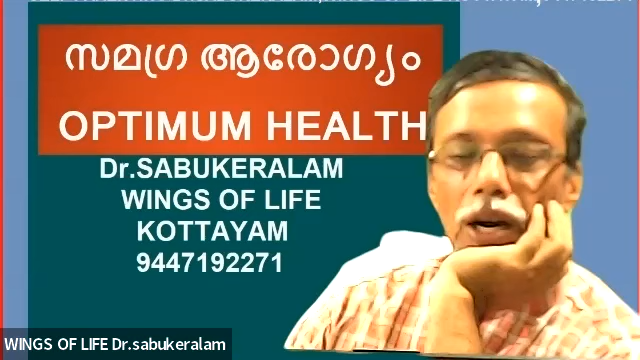 സമഗ്ര ആരോഗ്യം
OPTIMUM HEALTH
Dr.SABUKERALAM
WINGS OF LIFE
KOTTAYAM
9447192271
WINGS OF LIFE Dr.sabukeralam